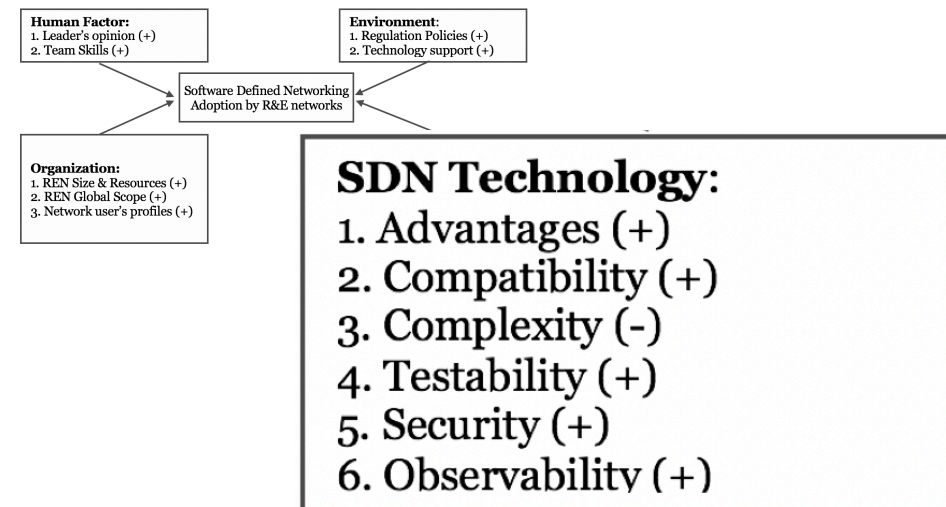 Human Factor:
1. Leader's opinion (+)
2. Team Skills (+)
Environment:
1. Regulation Policies (+)
2. Technology support (+)
Software Defined Networking
Adoption by R&E networks
Organization:
1. REN Size & Resources (+)
2. REN Global Scope (+)
3. Network user's profiles (+)
SDN Technology:
1. Advantages (+)
2. Compatibility (+)
3. Complexity (-)
4. Testability (+)
5. Security (+)
6. Observability (+)